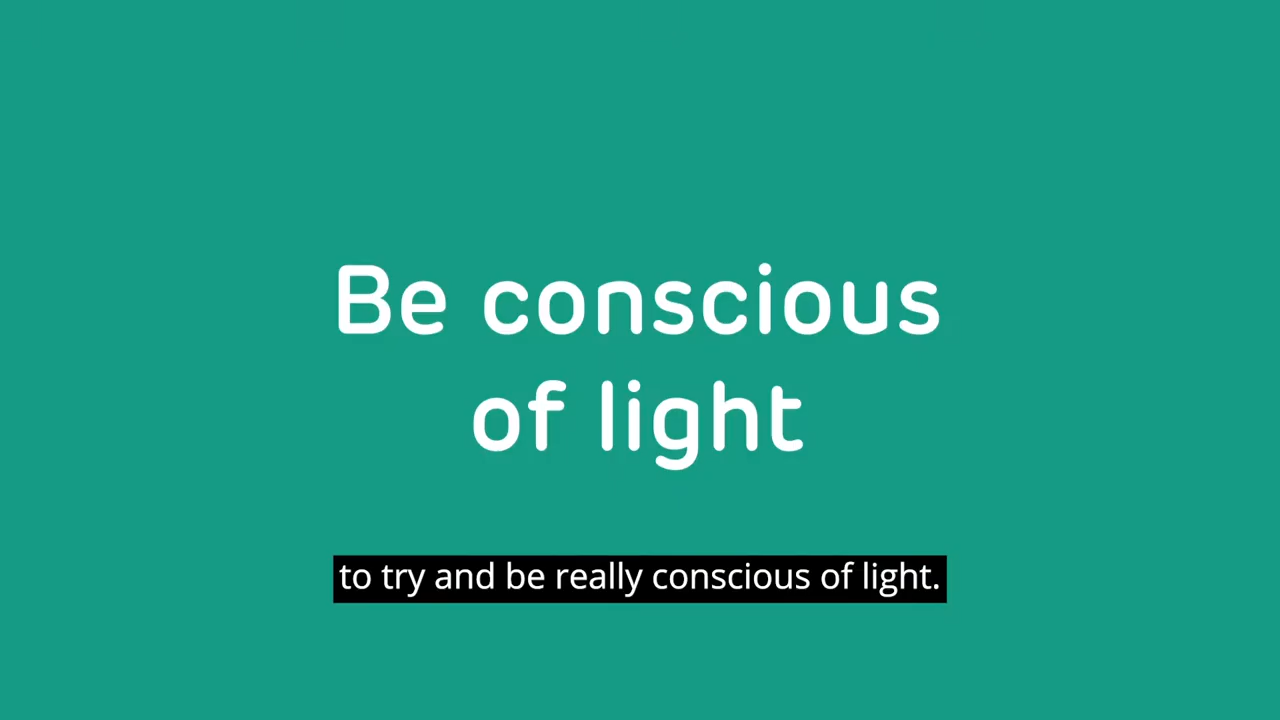 Be conscious
of light
to try and be really conscious of light.